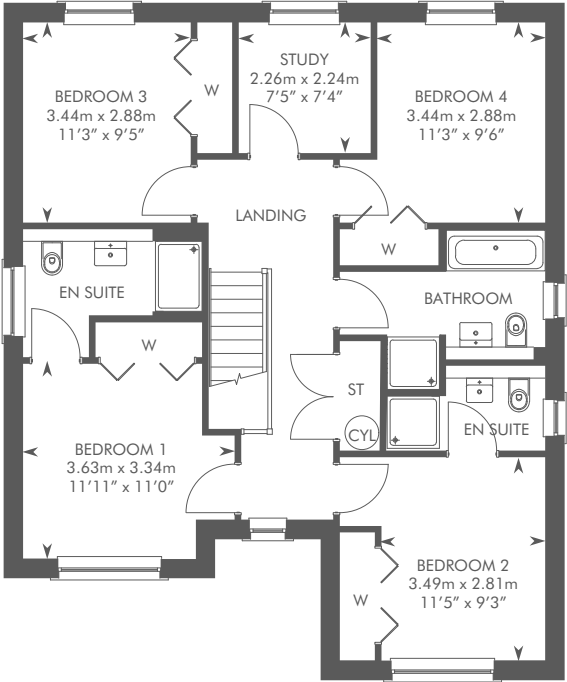 STUDY
2.26m x 2.24m
7'5" x 7'4"
BEDROOM 3
3.44m x 2.88m
11'3" x 9'5"
W
BEDROOM 4
3.44m x 2.88m
11'3" x 9'6"
LANDING
W
EN SUITE
BATHROOM
W
ST
CYL
EN SUITE
BEDROOM 1
3.63m x 3.34m
11'11" x 11'0"
BEDROOM 2
3.49m x 2.81m
11'5" x 9'3"
W